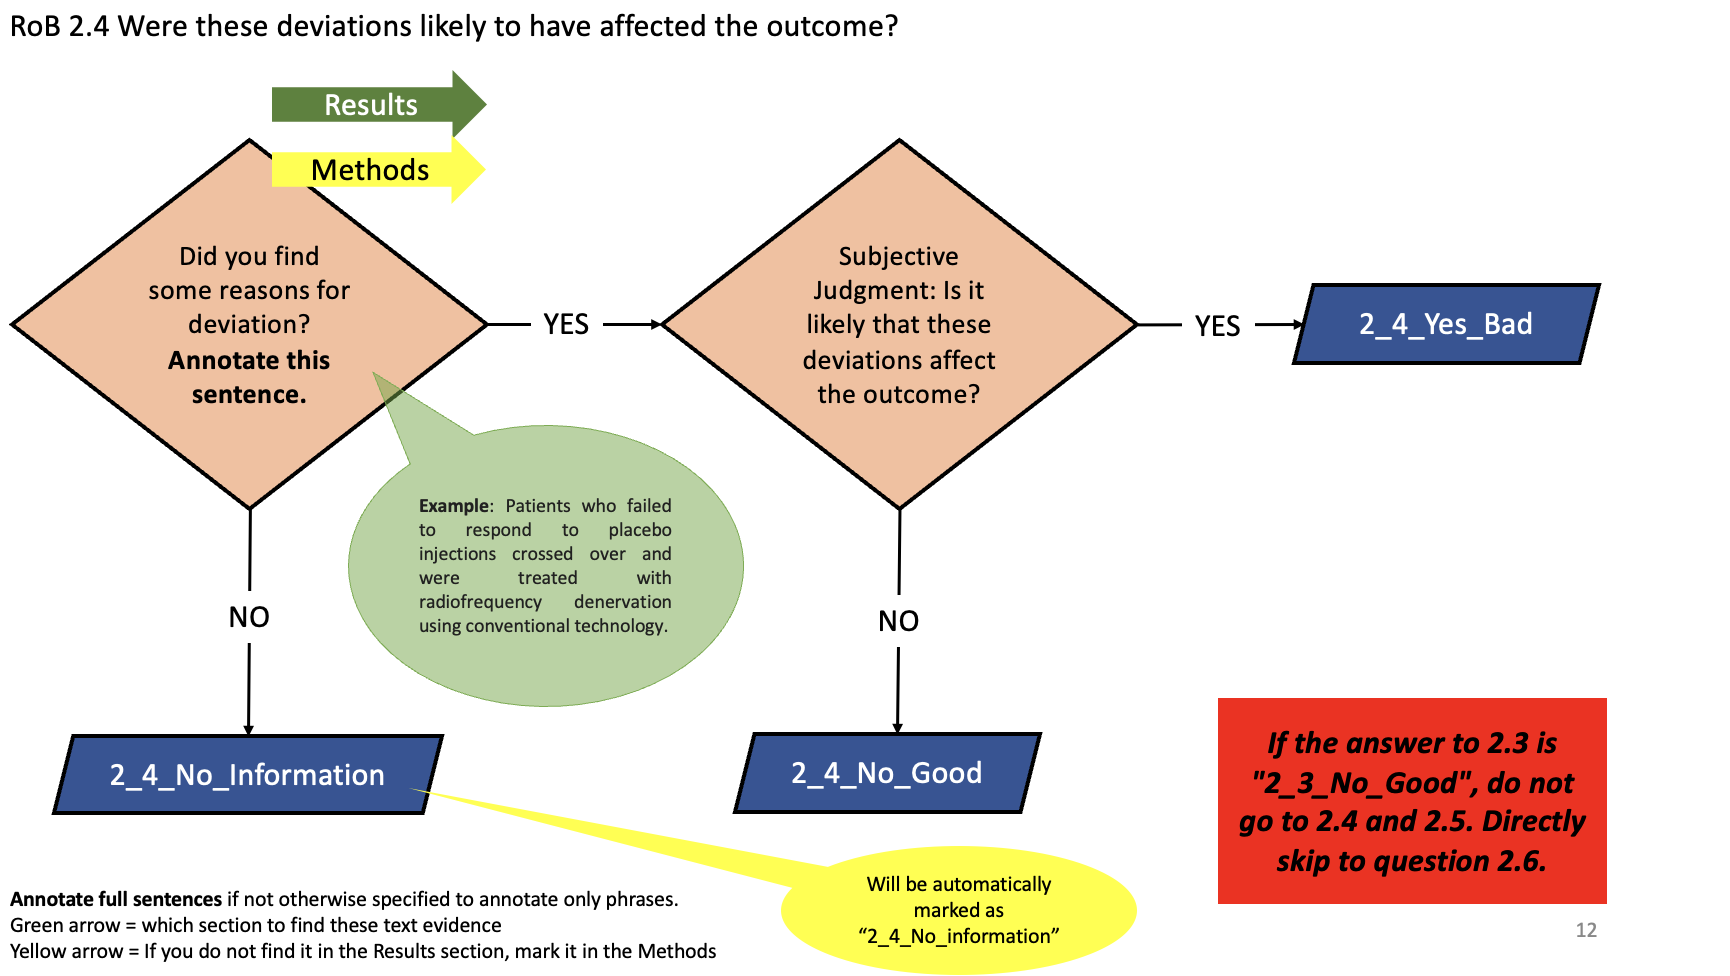 RoB 2.4 Were these deviations likely to have affected the outcome?
Results
Methods
Did you find
some reasons for
deviation?
Annotate this
sentence.
YES
Subjective
Judgment: Is it
likely that these
deviations affect
the outcome?
YES
2_4_Yes_Bad
Example: Patients who failed
to respond to placebo
injections crossed over and
were treated with
radiofrequency denervation
using conventional technology.
NO
NO
2_4_No_Information
2_4_No_Good
If the answer to 2.3 is
"2_3_No_Good", do not
go to 2.4 and 2.5. Directly
skip to question 2.6.
Will be automatically
marked as
“2_4_No_information”
Annotate full sentences if not otherwise specified to annotate only phrases.
Green arrow = which section to find these text evidence
Yellow arrow = If you do not find it in the Results section, mark it in the Methods
12